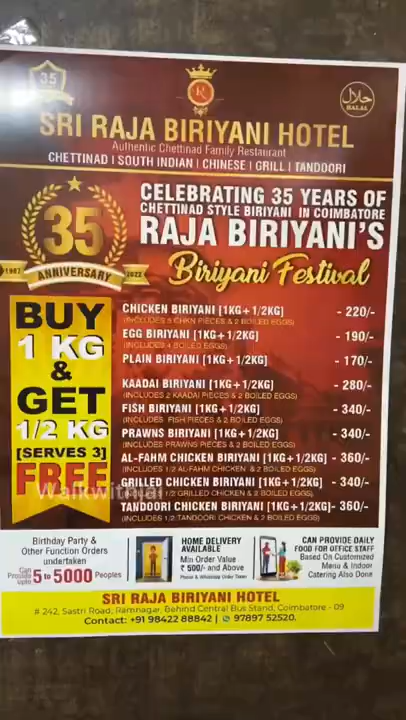 35
K
حلال
HALAL
SRI RAJA BIRIYANI HOTEL
Authentic Chettinad Family Restaurant
CHETTINAD | SOUTH INDIAN | CHINESE | GRILL | TANDOORI
CELEBRATING 35 YEARS OF
CHETTINAD STYLE BIRIYANI IN COIMBATORE
RAJA BIRIYANI'S
Biriyani Festival
35
1987 ANNIVERSARY 2022
BUY
1 KG
&
GET
1/2 KG
[SERVES 3]
FREE
CHICKEN BIRIYANI [1KG+1/2KG] - 220/-
(INCLUDES 5 CHKN PIECES & 2 BOILED EGGS)
EGG BIRIYANI [1KG+1/2KG] - 190/-
(INCLUDES 4 BOILED EGGS)
PLAIN BIRIYANI [1KG+1/2KG] - 170/-
KAADAI BIRIYANI [1KG+1/2KG] - 280/-
(INCLUDES 2 KAADAI PIECES & 2 BOILED EGGS)
FISH BIRIYANI [1KG+1/2KG] - 340/-
(INCLUDES FISH PIECES & 2 BOILED EGGS)
PRAWNS BIRIYANI [1KG+1/2KG] - 340/-
(INCLUDES PRAWNS PIECES & 2 BOILED EGGS)
AL-FAHM CHICKEN BIRIYANI [1KG+1/2KG] - 360/-
(INCLUDES 1/2 AL-FAHM CHICKEN & 2 BOILED EGGS)
GRILLED CHICKEN BIRIYANI [1KG+1/2KG] - 340/-
1/2 GRILLED CHICKEN & 2 BOILED EGGS)
TANDOORI CHICKEN BIRIYANI [1KG+1/2KG]- 360/-
(INCLUDES 1/2 TANDOORI CHICKEN & 2 BOILED EGGS)
Birthday Party &
Other Function Orders
undertaken
Can Provide upto 5 to 5000 Peoples
HOME DELIVERY
AVAILABLE
Min Order Value
₹ 500/- and Above
Phone & WhatsApp Order Taken
CAN PROVIDE DAILY
FOOD FOR OFFICE STAFF
Based On Customized
Menu & Indoor
Catering Also Done
SRI RAJA BIRIYANI HOTEL
# 242, Sastri Road, Ramnagar, Behind Central Bus Stand, Coimbatore - 09
Contact: +91 98422 88842 | 97897 52520.